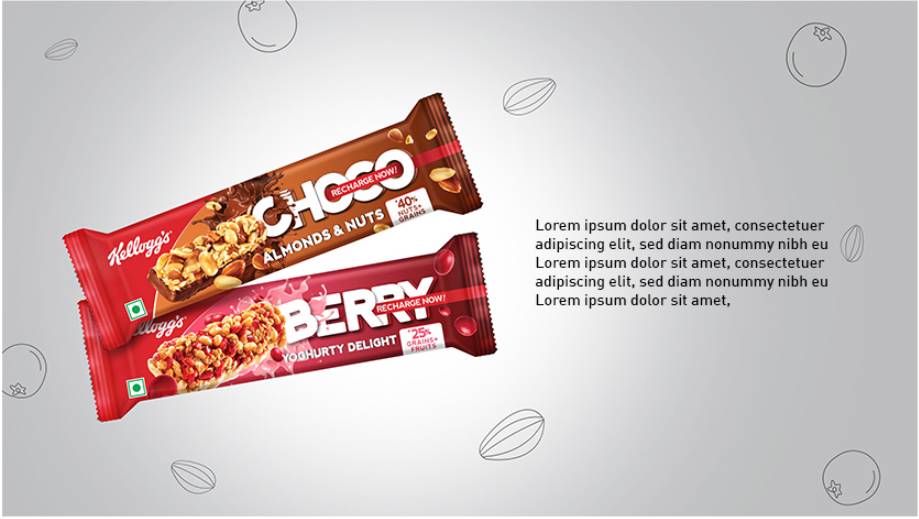 Kellogg's
CHOCO
RECHARGE NOW!
ALMONDS & NUTS
40%
NUTS+
GRAINS
Kellogg's
BERRY
RECHARGE NOW!
YOGHURTY DELIGHT
25%
GRAINS+
FRUITS
Lorem ipsum dolor sit amet, consectetuer
adipiscing elit, sed diam nonummy nibh eu
Lorem ipsum dolor sit amet, consectetuer
adipiscing elit, sed diam nonummy nibh eu
Lorem ipsum dolor sit amet,